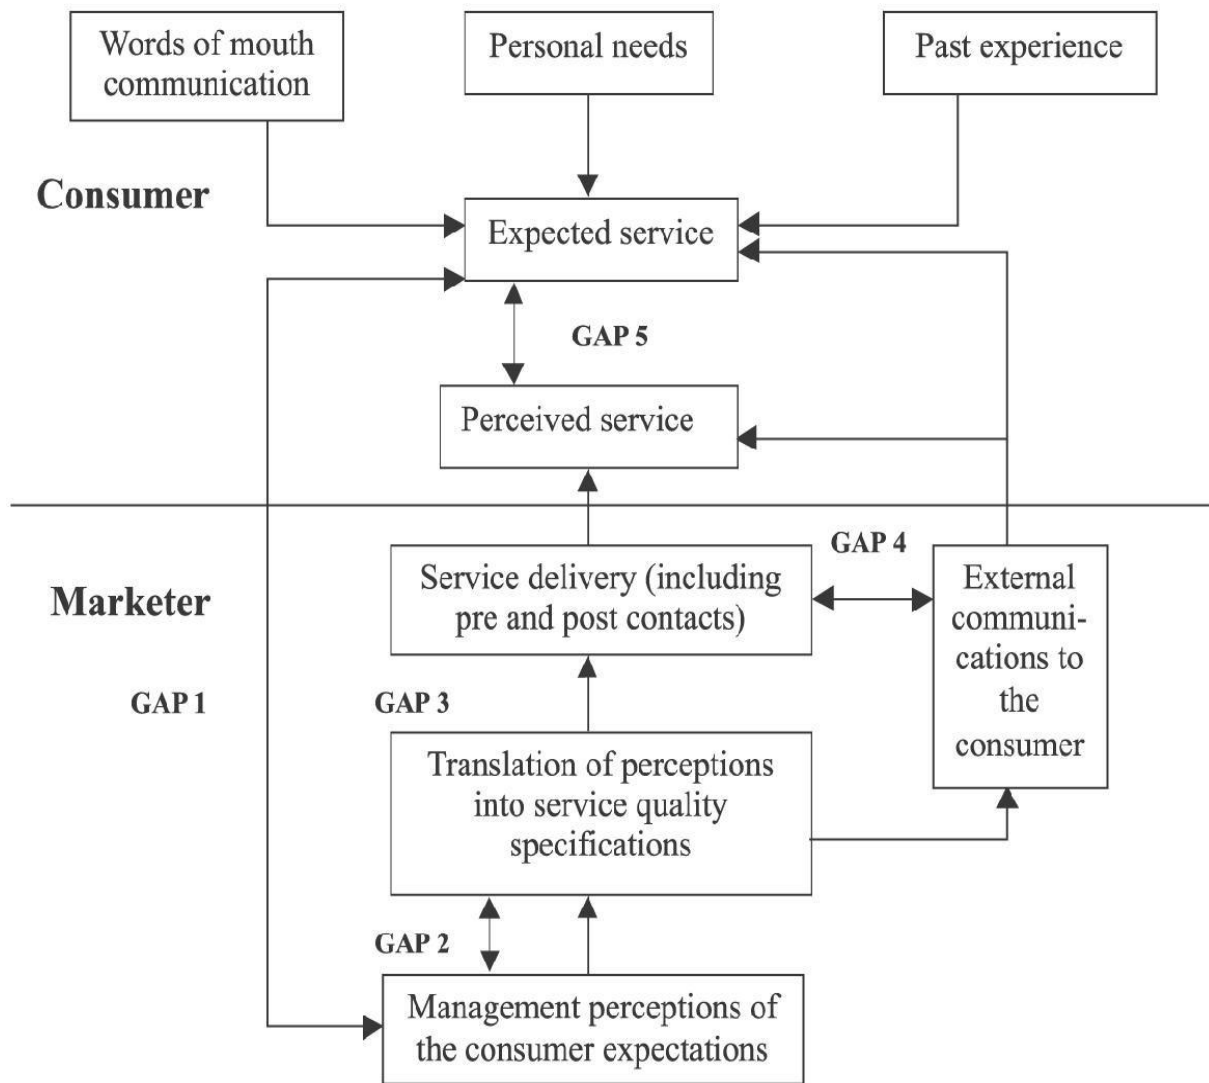 Words of mouth
communication
Personal needs
Past experience
Consumer
Expected service
GAP 5
Perceived service
GAP 4
Marketer
Service delivery (including
pre and post contacts)
External
communi-
cations to
the
consumer
GAP 1
GAP 3
Translation of perceptions
into service quality
specifications
GAP 2
Management perceptions of
the consumer expectations